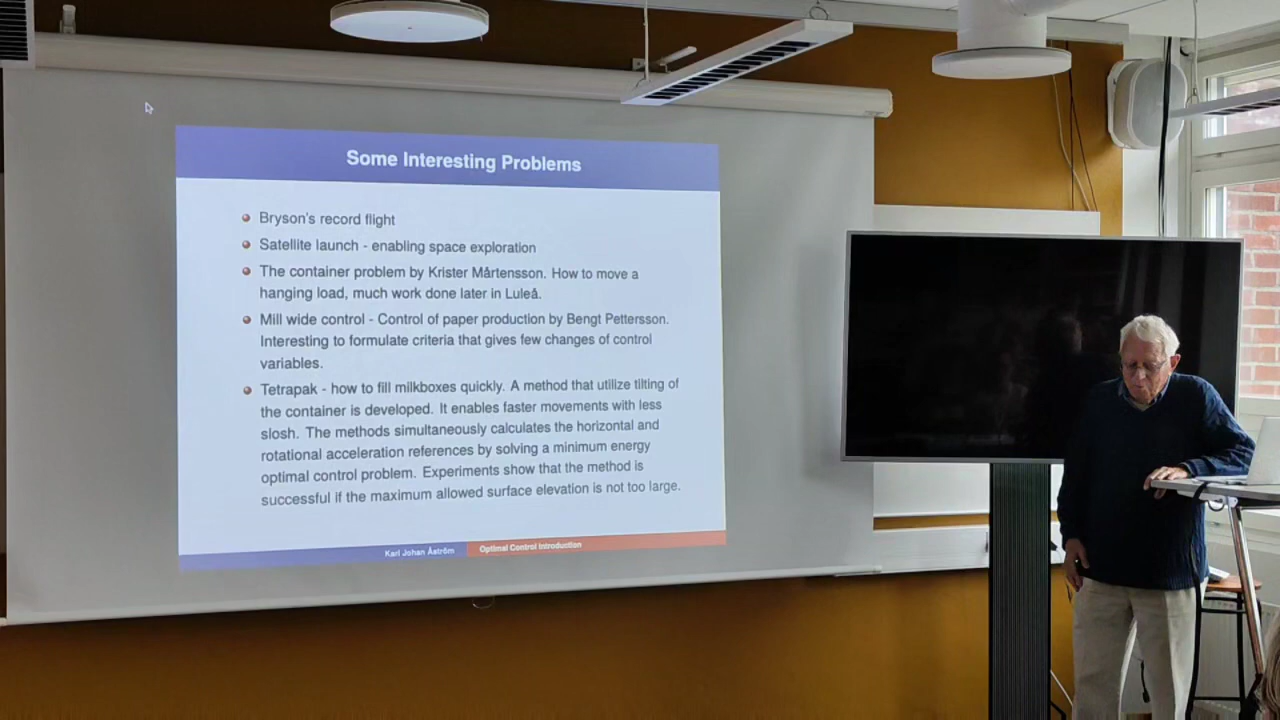 Some Interesting Problems
Bryson's record flight
Satellite launch - enabling space exploration
The container problem by Krister Mårtensson. How to move a
hanging load, much work done later in Luleå.
Mill wide control - Control of paper production by Bengt Pettersson.
Interesting to formulate criteria that gives few changes of control
variables.
Tetrapak - how to fill milkboxes quickly. A method that utilize tilting of
the container is developed. It enables faster movements with less
slosh. The methods simultaneously calculates the horizontal and
rotational acceleration references by solving a minimum energy
optimal control problem. Experiments show that the method is
successful if the maximum allowed surface elevation is not too large.
Karl Johan Åström Optimal Control Introduction